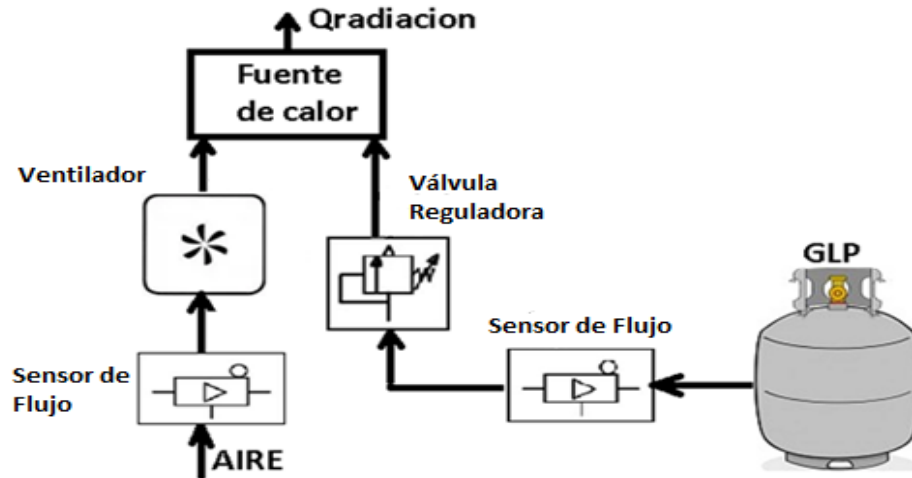 Qradiacion
Fuente
de calor
Ventilador
Válvula
Reguladora
GLP
Sensor de Flujo
Sensor de
Flujo
AIRE